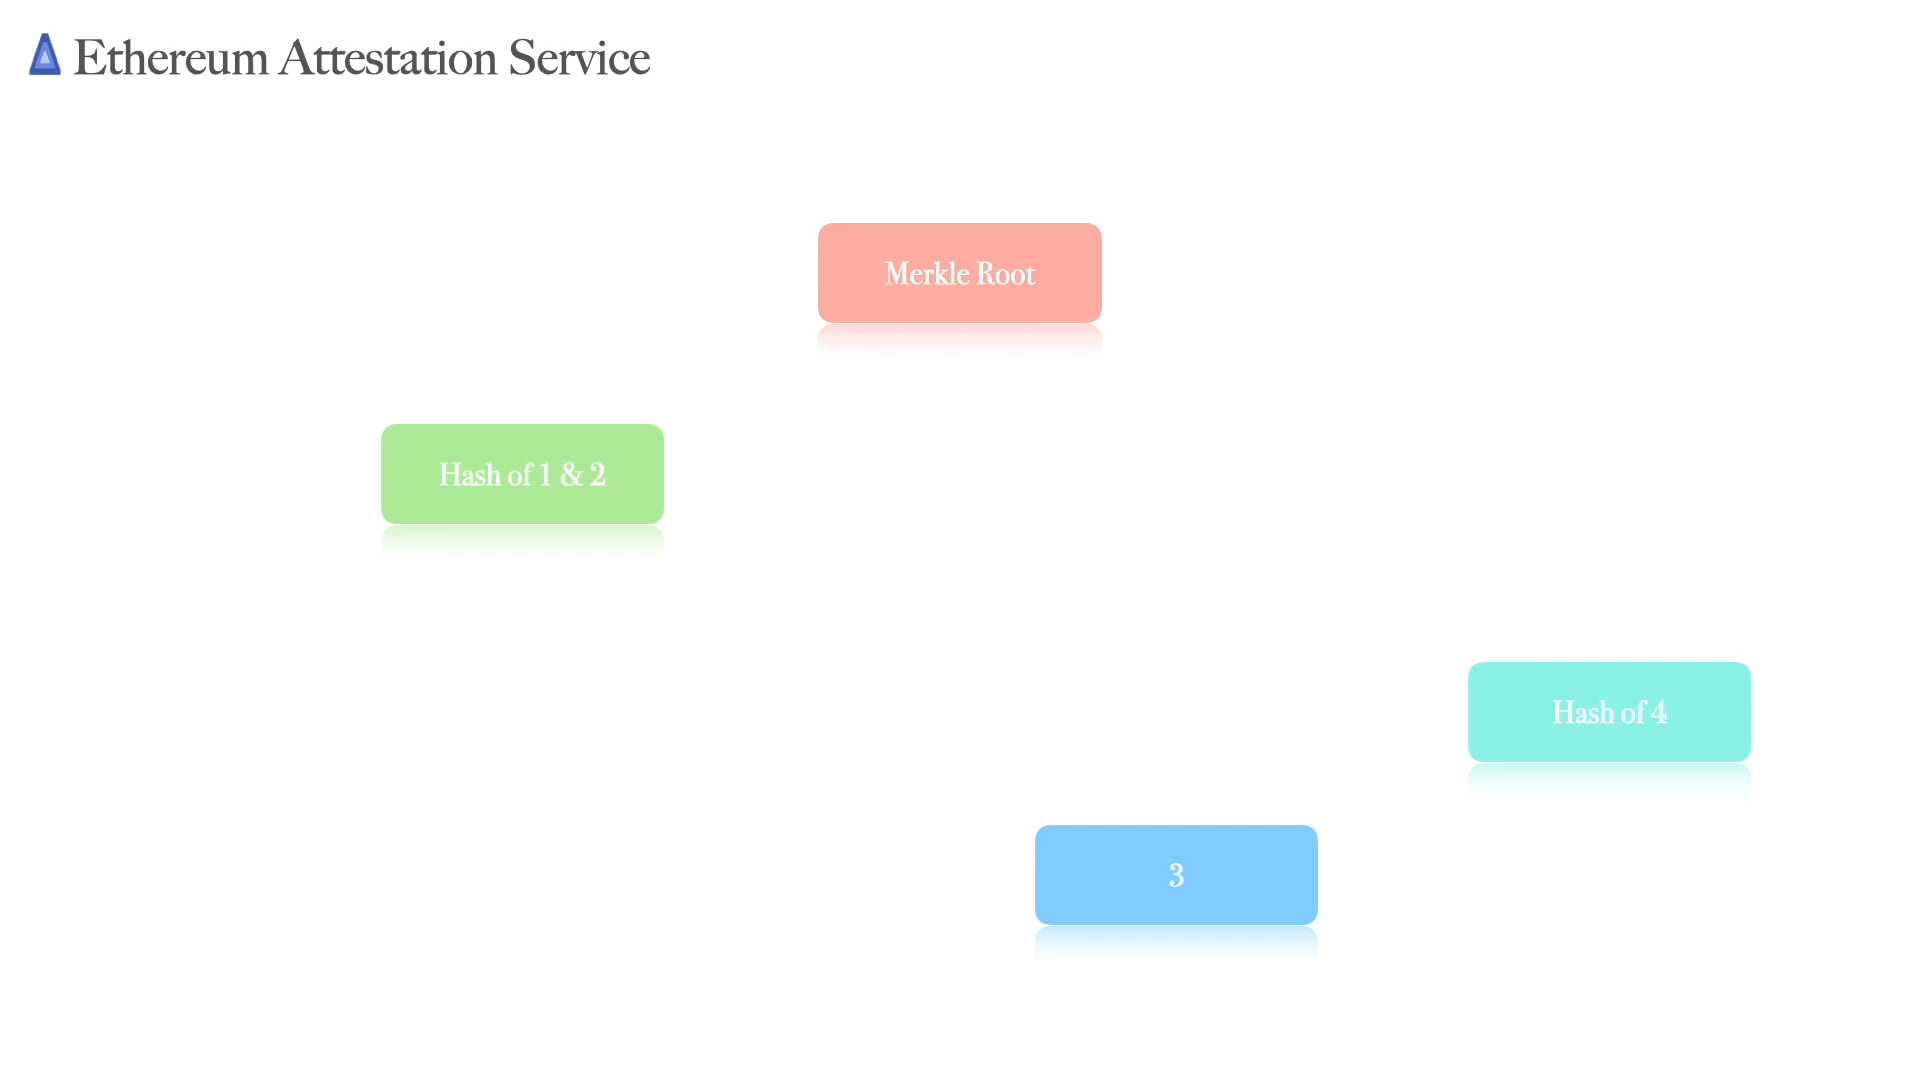 Ethereum Attestation Service
Merkle Root
Hash of 1 & 2
Hash of 4
3